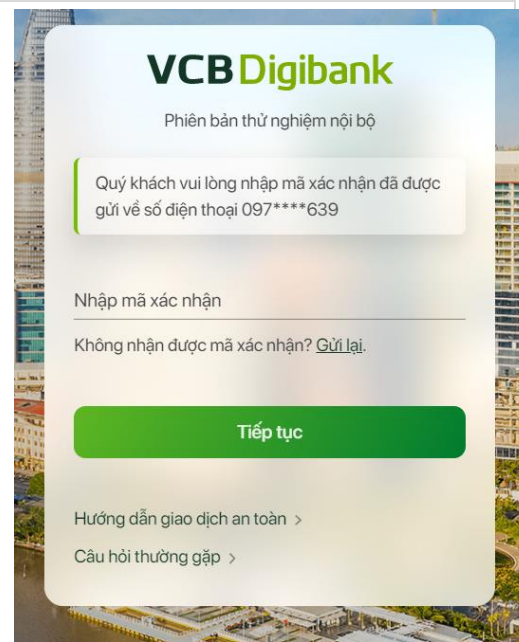 VCB Digibank
Phiên bản thử nghiệm nội bộ
Quý khách vui lòng nhập mã xác nhận đã được
gửi về số điện thoại 097****639
Nhập mã xác nhận
Không nhận được mã xác nhận? Gửi lại.
Tiếp tục
Hướng dẫn giao dịch an toàn >
Câu hỏi thường gặp >